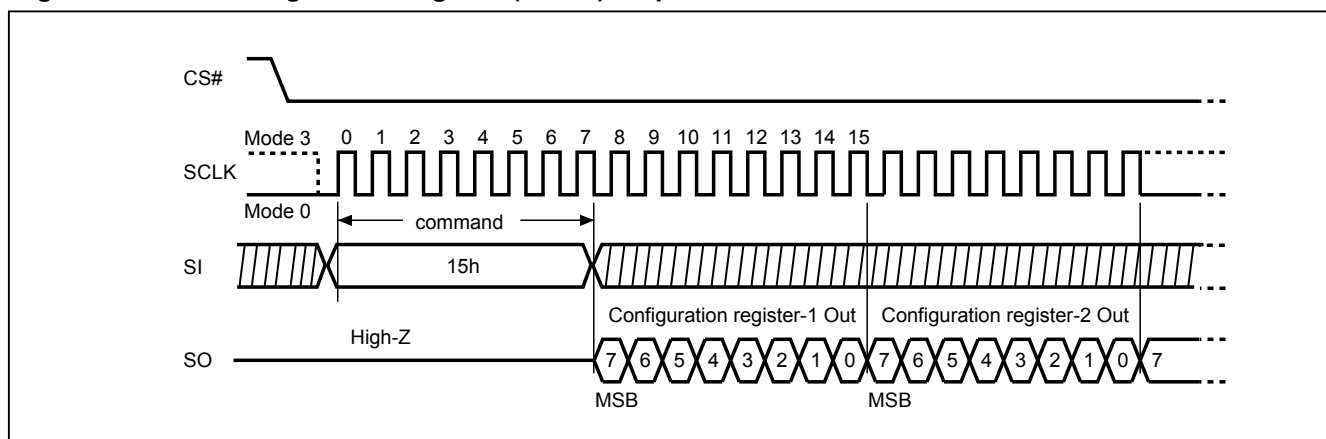 CS#
Mode 3 0 1 2 3 4 5 6 7 8 9 10 11 12 13 14 15
SCLK
Mode 0
command
SI
15h
Configuration register-1 Out Configuration register-2 Out
High-Z
SO
7 6 5 4 3 2 1 0 7 6 5 4 3 2 1 0 7
MSB MSB